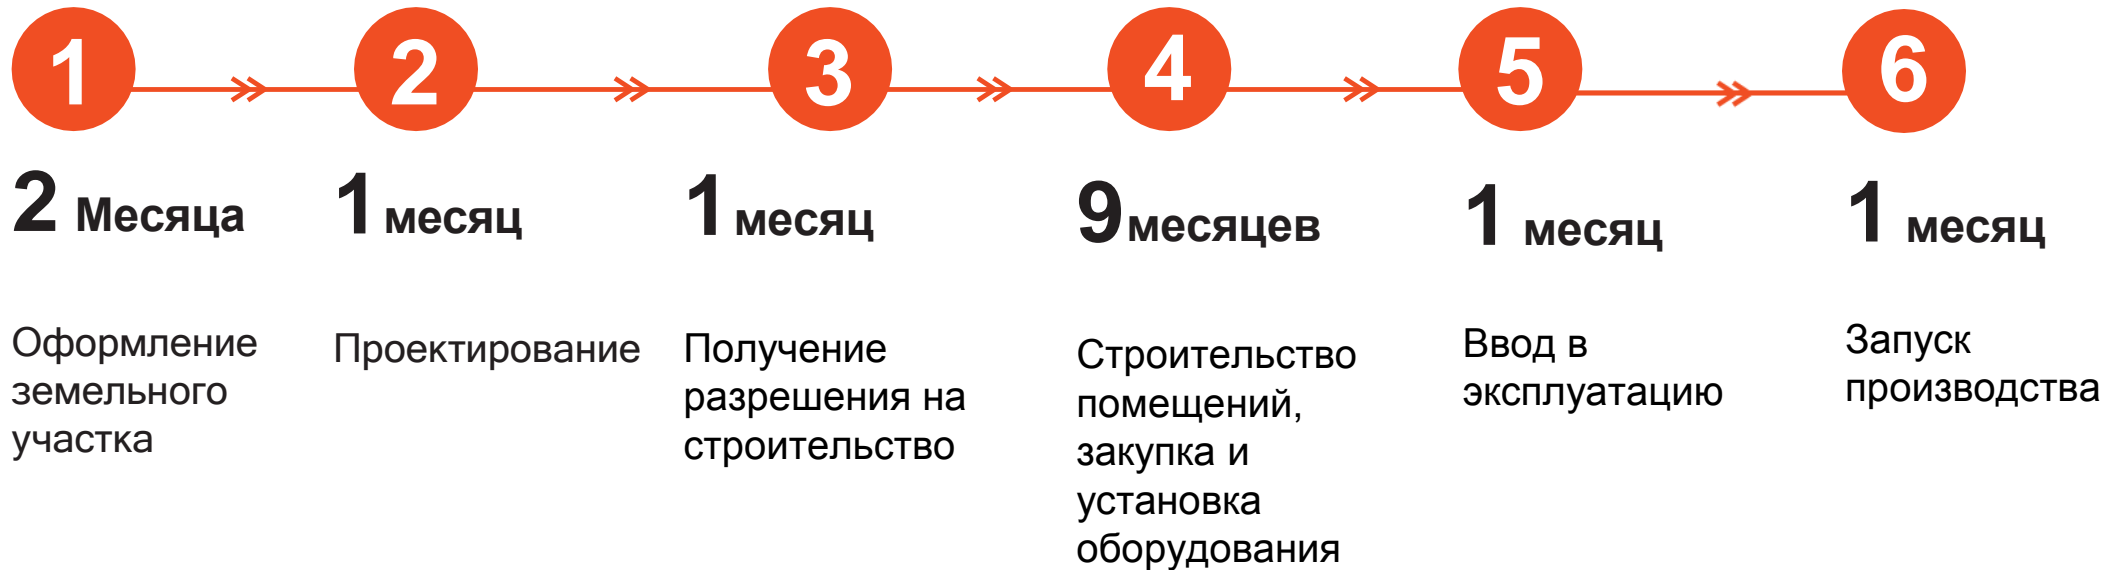 1
2
3
4
5
6
2 Месяца
1 месяц
1 месяц
9 месяцев
1 месяц
1 месяц
Оформление
земельного
участка
Проектирование
Получение
разрешения на
строительство
Строительство
помещений,
закупка и
установка
оборудования
Ввод в
эксплуатацию
Запуск
производства